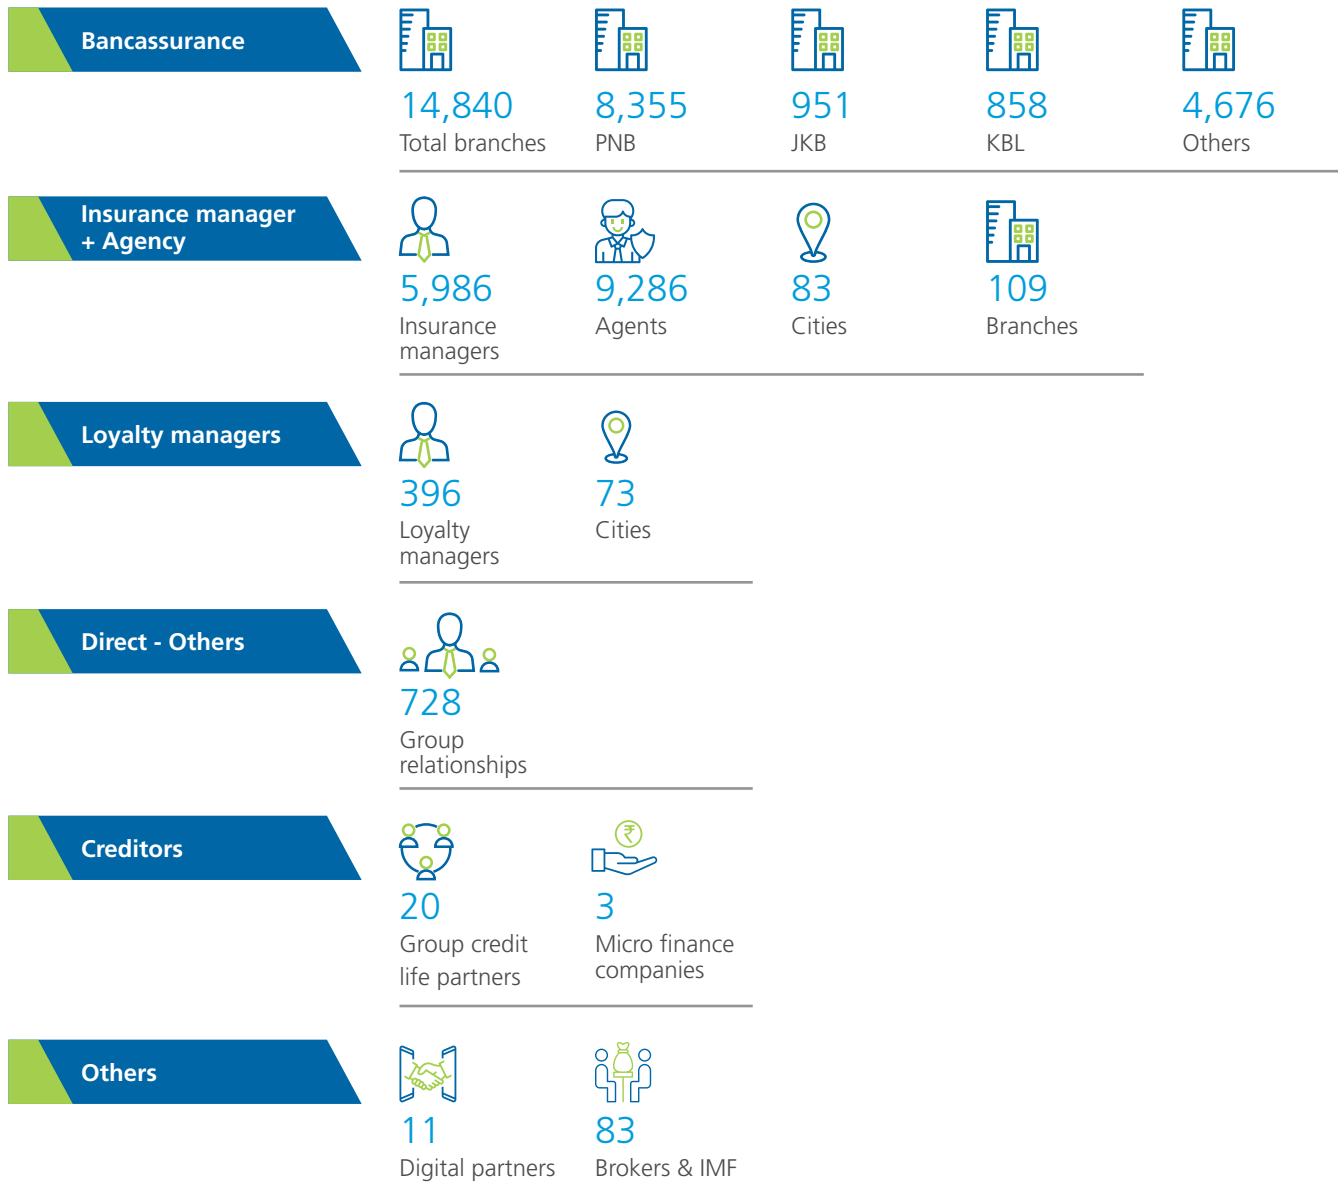 Bancassurance
14,840
Total branches
8,355
PNB
951
JKB
858
KBL
4,676
Others
Insurance manager
+ Agency
5,986
Insurance
managers
9,286
Agents
83
Cities
109
Branches
Loyalty managers
396
Loyalty
managers
73
Cities
Direct - Others
728
Group
relationships
Creditors
20
Group credit
life partners
₹
3
Micro finance
companies
Others
11
Digital partners
83
Brokers & IMF